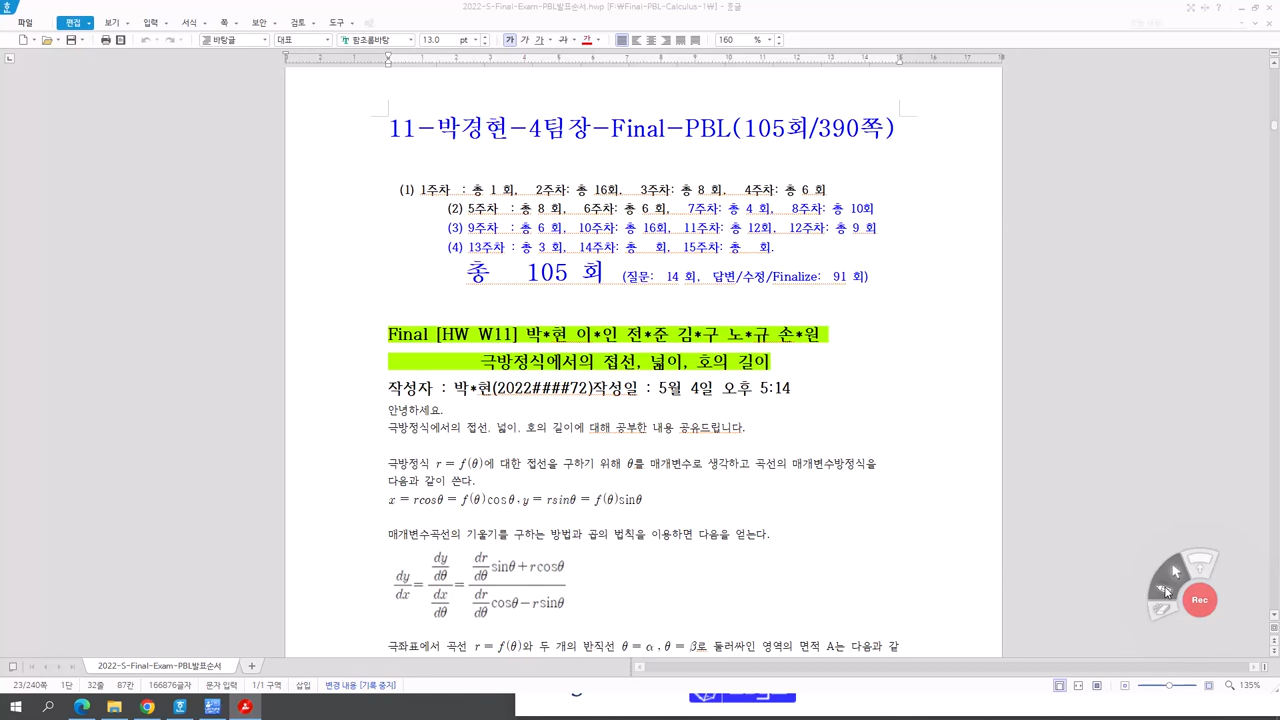 2022-S-Final-Exam-PBL발표순서.hwp [F:\Final-PBL-Calculus-1\] - 한글
파일 편집 보기 입력 서식 쪽 보안 검토 도구
바탕글 대표 함초롬바탕 13.0 pt 가 가 가 가 가 160 %
11-박경현-4팀장-Final-PBL(105회/390쪽)
(1) 1주차 : 총 1 회, 2주차: 총 16회, 3주차: 총 8 회, 4주차: 총 6 회
(2) 5주차 : 총 8 회, 6주차: 총 6 회, 7주차: 총 4 회, 8주차: 총 10회
(3) 9주차 : 총 6 회, 10주차: 총 16회, 11주차: 총 12회, 12주차: 총 9 회
(4) 13주차 : 총 3 회, 14주차: 총 회, 15주차: 총 회.
총 105 회 (질문: 14 회, 답변/수정/Finalize: 91 회)
Final [HW W11] 박*현 이*인 전*준 김*구 노*규 손*원
극방정식에서의 접선, 넓이, 호의 길이
작성자 : 박*현(2022####72)작성일 : 5월 4일 오후 5:14
안녕하세요.
극방정식에서의 접선, 넓이, 호의 길이에 대해 공부한 내용 공유드립니다.
극방정식 r = f(θ)에 대한 접선을 구하기 위해 θ를 매개변수로 생각하고 곡선의 매개변수방정식을
다음과 같이 쓴다.
x = rcosθ = f(θ)cosθ, y = rsinθ = f(θ)sinθ
매개변수곡선의 기울기를 구하는 방법과 곱의 법칙을 이용하면 다음을 얻는다.
dy/dx = (dy/dθ)/(dx/dθ) = (dr/dθ sinθ + rcosθ)/(dr/dθ cosθ − rsinθ)
극좌표에서 곡선 r = f(θ)와 두 개의 반직선 θ = α, θ = β로 둘러싸인 영역의 면적 A는 다음과 같
Rec
2022-S-Final-Exam-PBL발표순서
23/240쪽 1단 32줄 87칸 166876글자 문자 입력 1/1 구역 삽입 변경 내용 [기록 중지] 135%